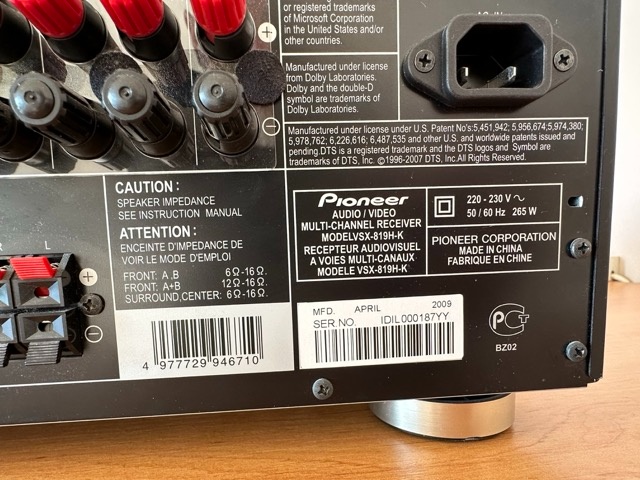 or registered trademarks
of Microsoft Corporation
in the United States and/or
other countries.
Manufactured under license
from Dolby Laboratories.
Dolby and the double-D
symbol are trademarks of
Dolby Laboratories.
Manufactured under license under U.S. Patent No's:5,451,942; 5,956,674;5,974,380;
5,978,762; 6,226,616; 6,487,535 and other U.S. and worldwide patents issued and
pending.DTS is a registered trademark and the DTS logos and Symbol are
trademarks of DTS, Inc. ©1996-2007 DTS, Inc.All Rights Reserved.
CAUTION :
SPEAKER IMPEDANCE
SEE INSTRUCTION MANUAL
ATTENTION :
ENCEINTE D'IMPEDANCE DE
VOIR LE MODE D'EMPLOI
FRONT: A ,B 6Ω-16Ω.
FRONT: A+B 12Ω-16Ω.
SURROUND,CENTER: 6Ω-16Ω.
4 977729 946710
L
Pioneer
AUDIO / VIDEO
MULTI-CHANNEL RECEIVER
MODELVSX-819H-K
RECEPTEUR AUDIOVISUEL
A VOIES MULTI-CANAUX
MODELE VSX-819H-K
220 - 230 V ~
50 / 60 Hz 265 W
PIONEER CORPORATION
MADE IN CHINA
FABRIQUE EN CHINE
MFD. APRIL 2009
SER.NO. IDIL000187YY
BZ02